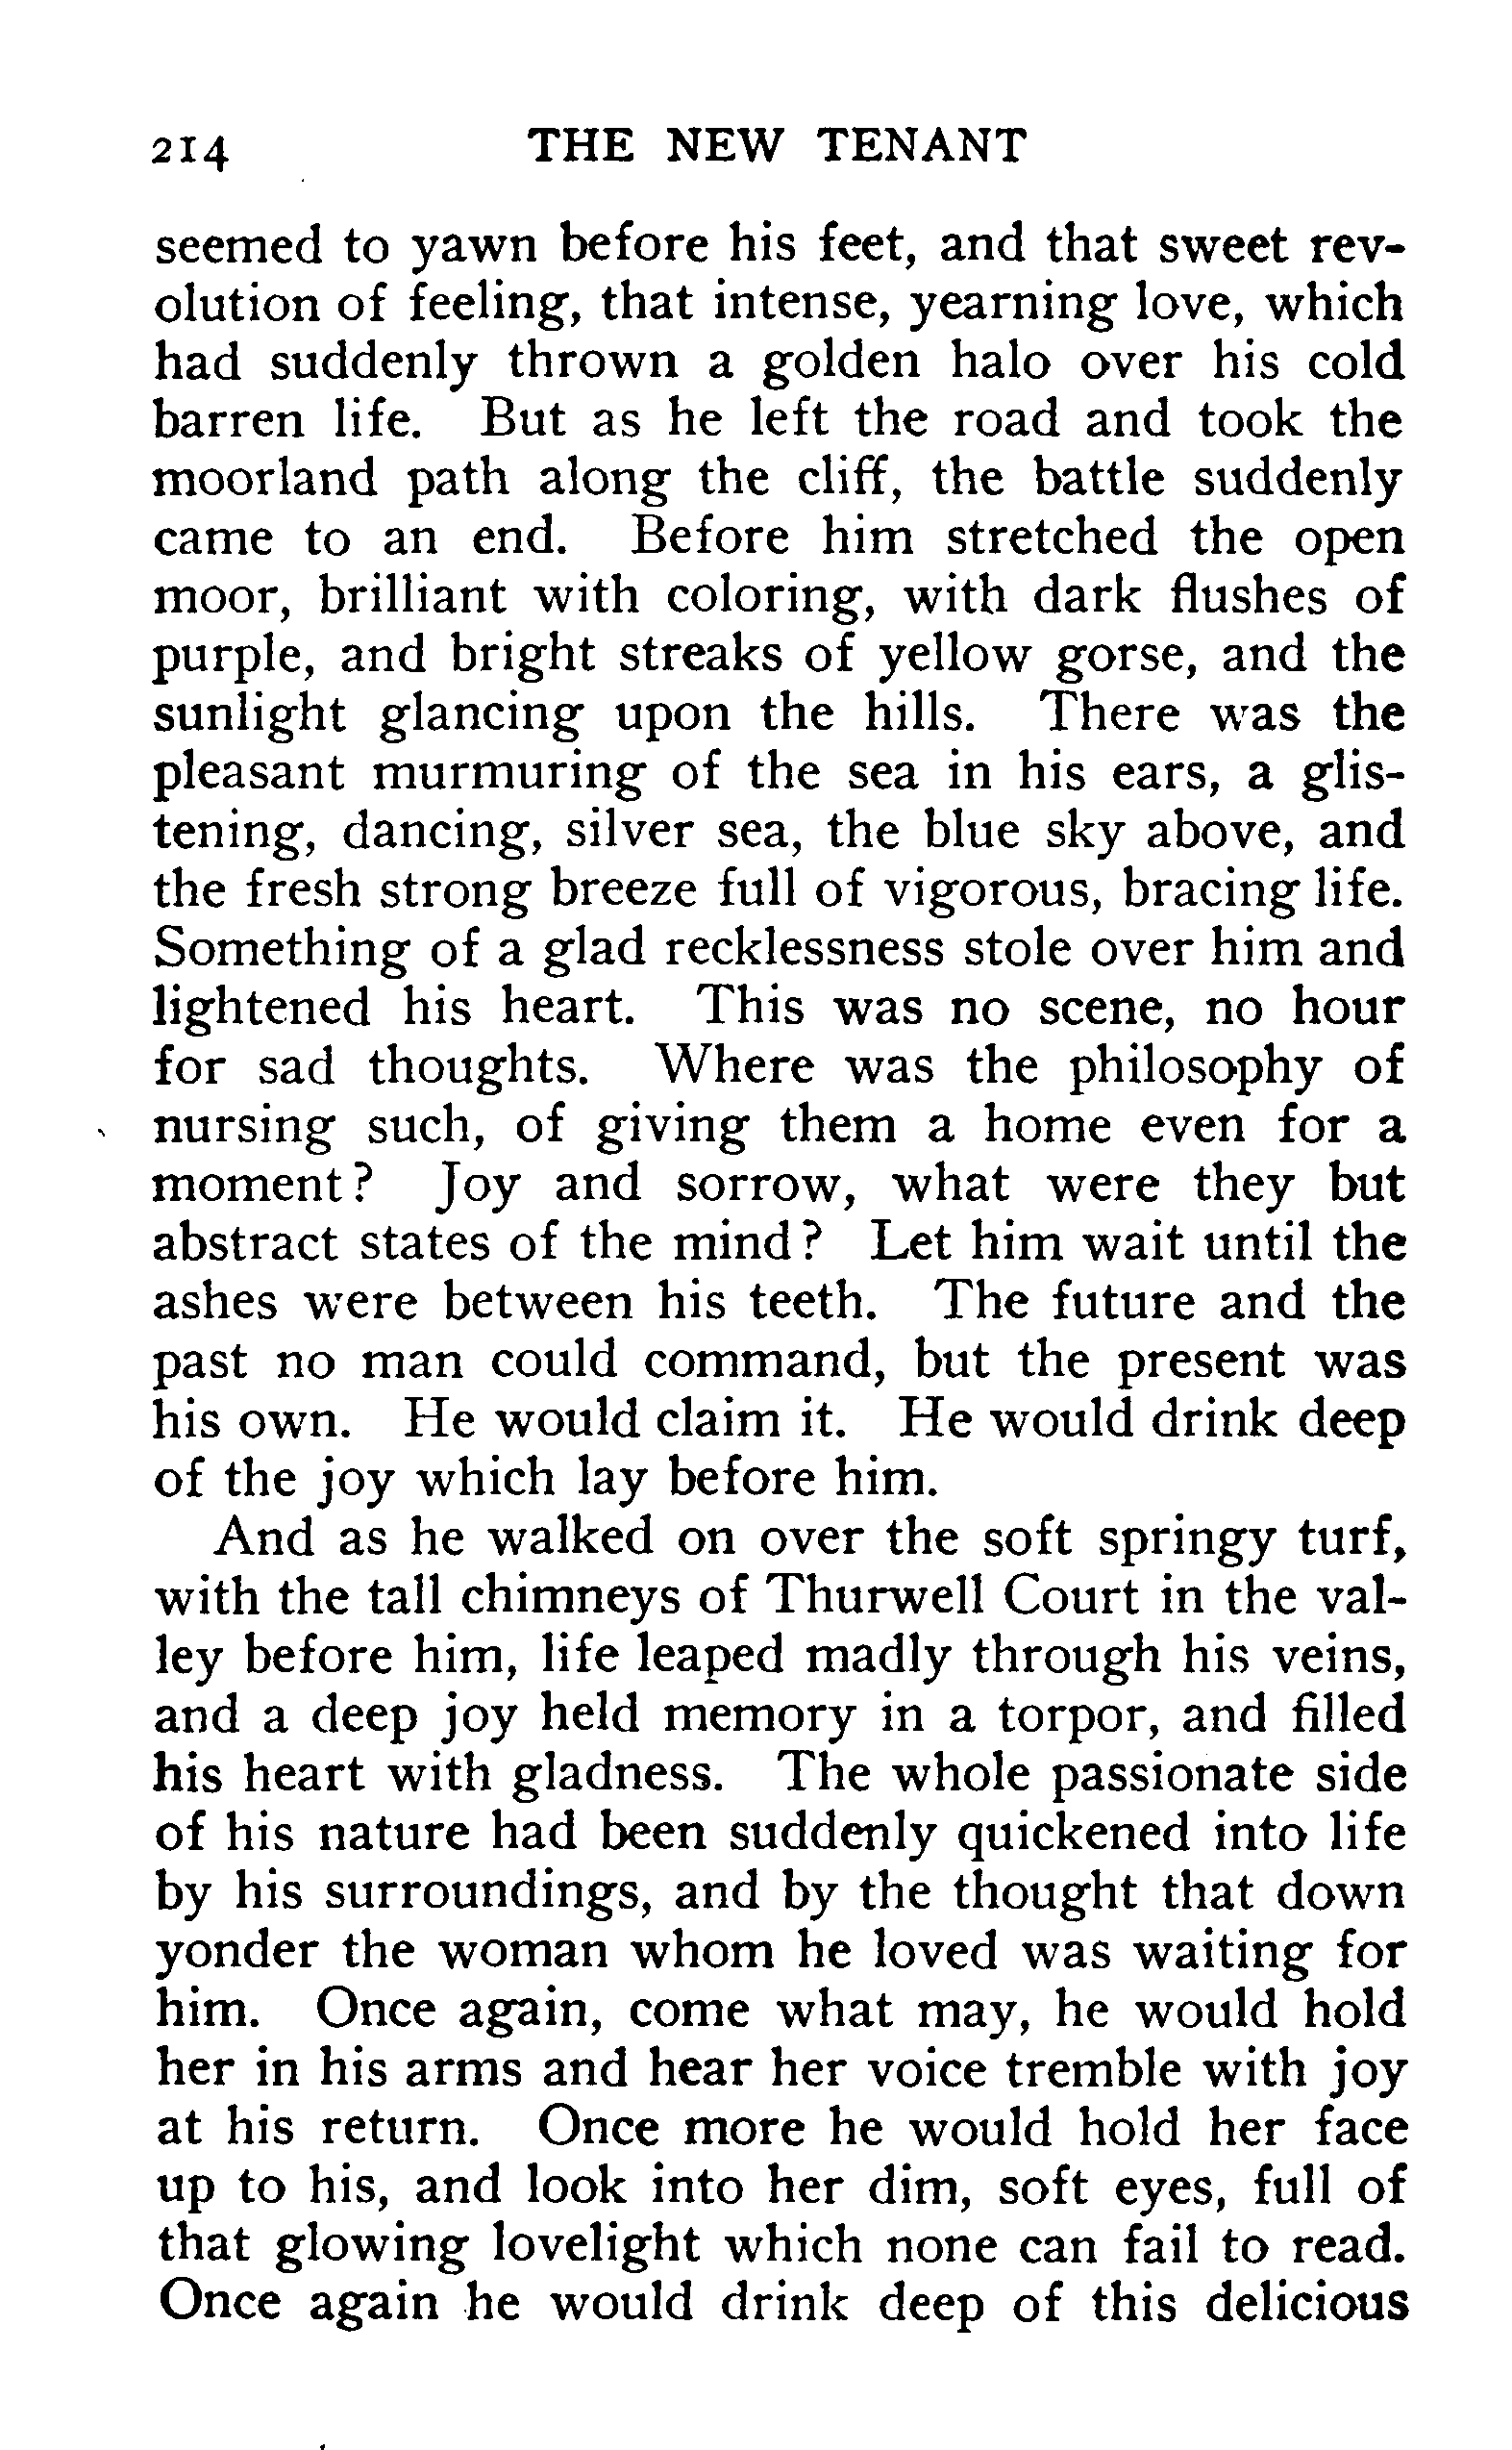 214 THE NEW TENANT
seemed to yawn before his feet, and that sweet rev-
olution of feeling, that intense, yearning love, which
had suddenly thrown a golden halo over his cold
barren life. But as he left the road and took the
moorland path along the cliff, the battle suddenly
came to an end. Before him stretched the open
moor, brilliant with coloring, with dark flushes of
purple, and bright streaks of yellow gorse, and the
sunlight glancing upon the hills. There was the
pleasant murmuring of the sea in his ears, a glis-
tening, dancing, silver sea, the blue sky above, and
the fresh strong breeze full of vigorous, bracing life.
Something of a glad recklessness stole over him and
lightened his heart. This was no scene, no hour
for sad thoughts. Where was the philosophy of
nursing such, of giving them a home even for a
moment? Joy and sorrow, what were they but
abstract states of the mind? Let him wait until the
ashes were between his teeth. The future and the
past no man could command, but the present was
his own. He would claim it. He would drink deep
of the joy which lay before him.
And as he walked on over the soft springy turf,
with the tall chimneys of Thurwell Court in the val-
ley before him, life leaped madly through his veins,
and a deep joy held memory in a torpor, and filled
his heart with gladness. The whole passionate side
of his nature had been suddenly quickened into life
by his surroundings, and by the thought that down
yonder the woman whom he loved was waiting for
him. Once again, come what may, he would hold
her in his arms and hear her voice tremble with joy
at his return. Once more he would hold her face
up to his, and look into her dim, soft eyes, full of
that glowing lovelight which none can fail to read.
Once again he would drink deep of this delicious